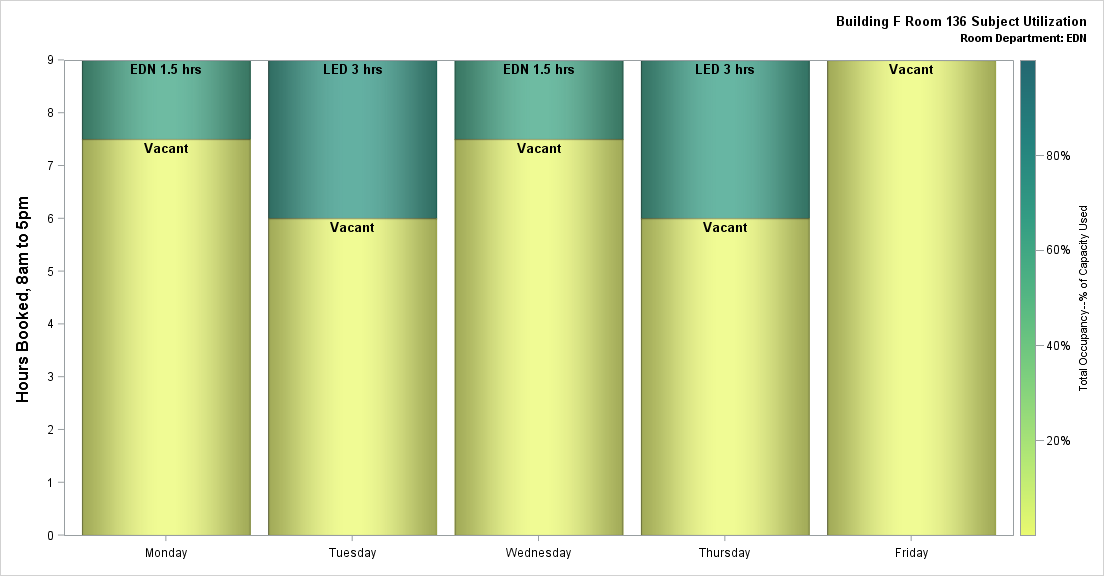 Building F Room 136 Subject Utilization
Room Department: EDN
Hours Booked, 8am to 5pm
9
8
7
6
5
4
3
2
1
0
EDN 1.5 hrs
Vacant
LED 3 hrs
Vacant
EDN 1.5 hrs
Vacant
LED 3 hrs
Vacant
Vacant
Monday
Tuesday
Wednesday
Thursday
Friday
80%
60%
40%
20%
Total Occupancy--% of Capacity Used